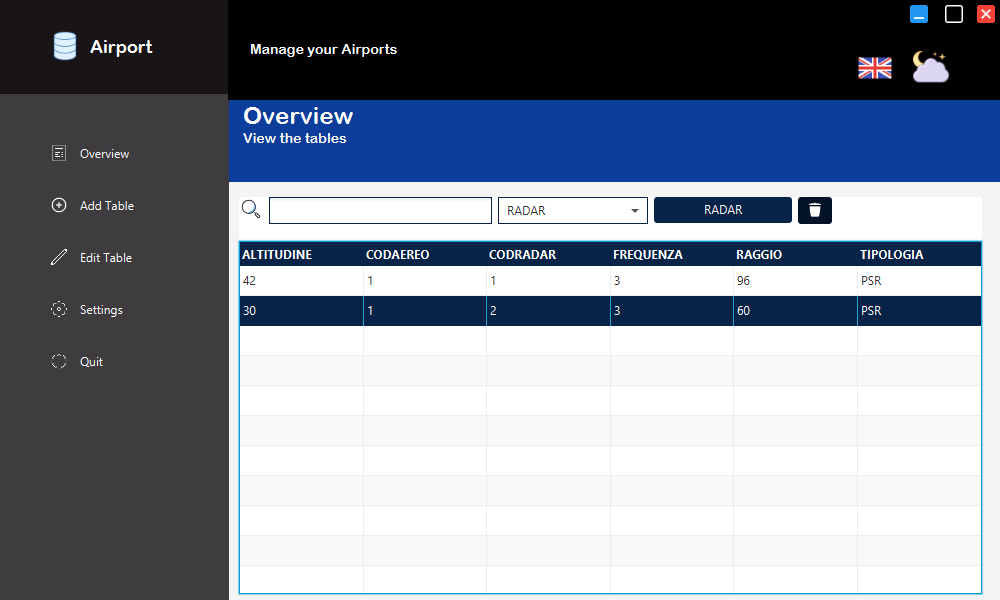 Airport
Manage your Airports
Overview
View the tables
Overview
Add Table
Edit Table
Settings
Quit
RADAR
RADAR
ALTITUDINE CODAEREO CODRADAR FREQUENZA RAGGIO TIPOLOGIA
42 1 1 3 96 PSR
30 1 2 3 60 PSR